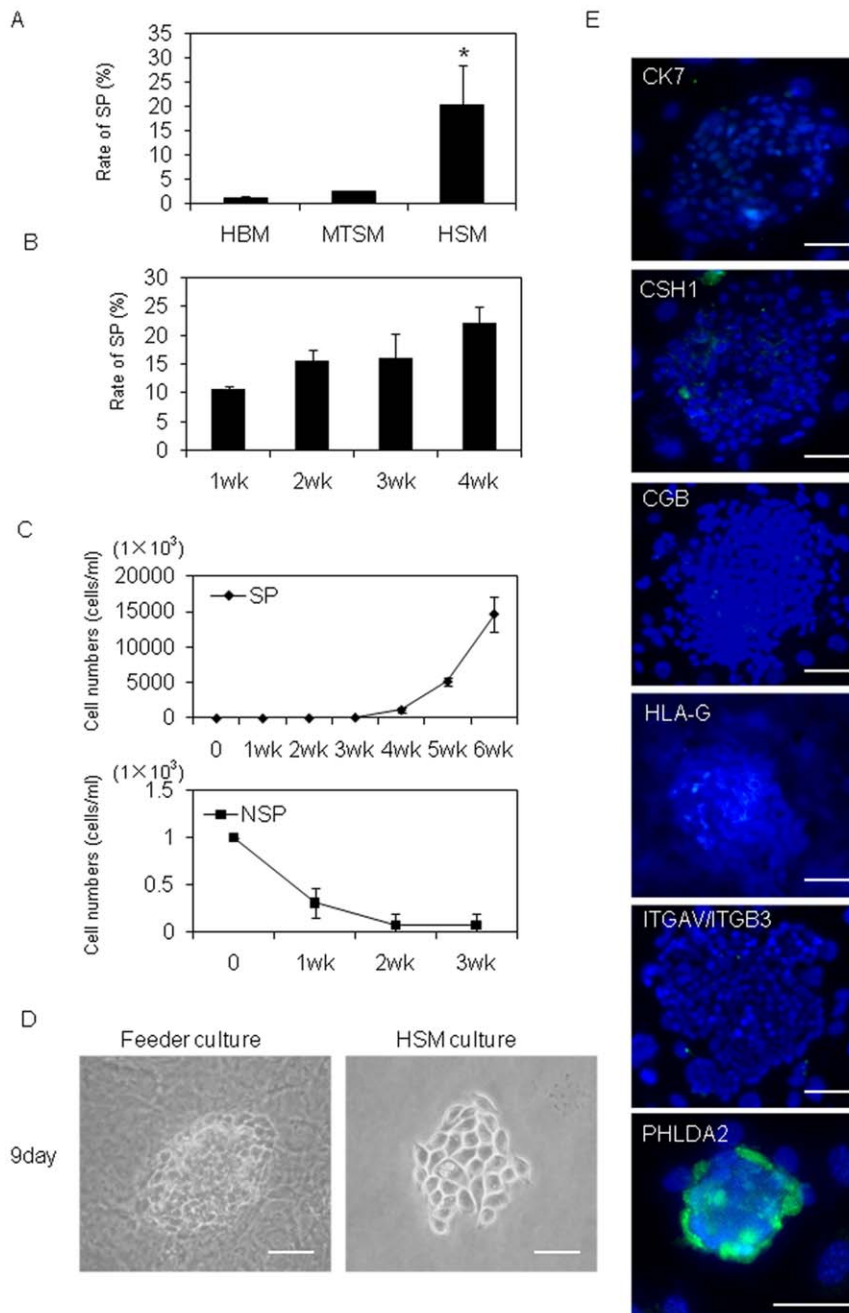 A
Rate of SP (%)
35
30
25
20
15
10
5
0
*
HBM MTSM HSM
B
Rate of SP (%)
30
25
20
15
10
5
0
1wk 2wk 3wk 4wk
C
Cell numbers (cells/ml)
(1×10³)
20000
15000
10000
5000
0
SP
0 1wk 2wk 3wk 4wk 5wk 6wk
Cell numbers (cells/ml)
(1×10³)
1.5
1
0.5
0
NSP
0 1wk 2wk 3wk
D
Feeder culture HSM culture
9day
E
CK7
CSH1
CGB
HLA-G
ITGAV/ITGB3
PHLDA2